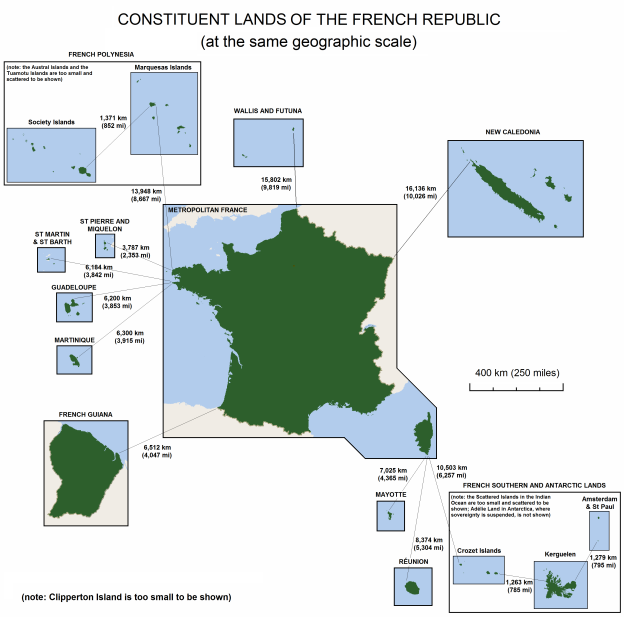 CONSTITUENT LANDS OF THE FRENCH REPUBLIC
(at the same geographic scale)
FRENCH POLYNESIA
(note: the Austral Islands and the
Tuamotu Islands are too small and
scattered to be shown)
Marquesas Islands
Society Islands
1,371 km
(852 mi)
WALLIS AND FUTUNA
15,802 km
(9,819 mi)
NEW CALEDONIA
16,136 km
(10,026 mi)
13,948 km
(8,667 mi)
METROPOLITAN FRANCE
ST PIERRE AND
MIQUELON
3,787 km
(2,353 mi)
ST MARTIN
& ST BARTH
6,184 km
(3,842 mi)
GUADELOUPE
6,200 km
(3,853 mi)
MARTINIQUE
6,300 km
(3,915 mi)
400 km (250 miles)
FRENCH GUIANA
6,512 km
(4,047 mi)
7,025 km
(4,365 mi)
MAYOTTE
10,503 km
(6,257 mi)
8,374 km
(5,304 mi)
RÉUNION
FRENCH SOUTHERN AND ANTARCTIC LANDS
(note: the Scattered Islands in the Indian
Ocean are too small and scattered to be
shown; Adélie Land in Antarctica, where
sovereignty is suspended, is not shown)
Amsterdam
& St Paul
1,279 km
(795 mi)
Crozet Islands
Kerguelen
1,263 km
(785 mi)
(note: Clipperton Island is too small to be shown)